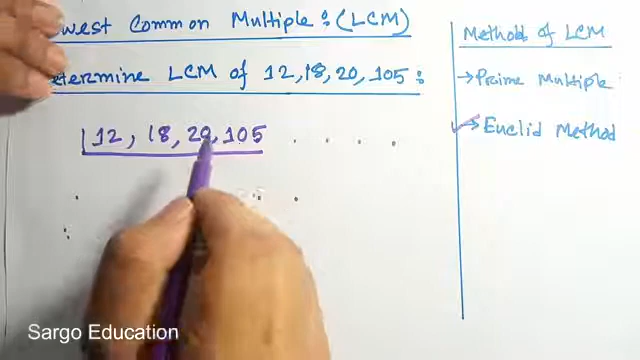 owest Common Multiple : (LCM)
etermine LCM of 12, 18, 20, 105 :
12, 18, 20, 105
Methods of LCM
→ Prime Multiple
→ Euclid Method
Sargo Education